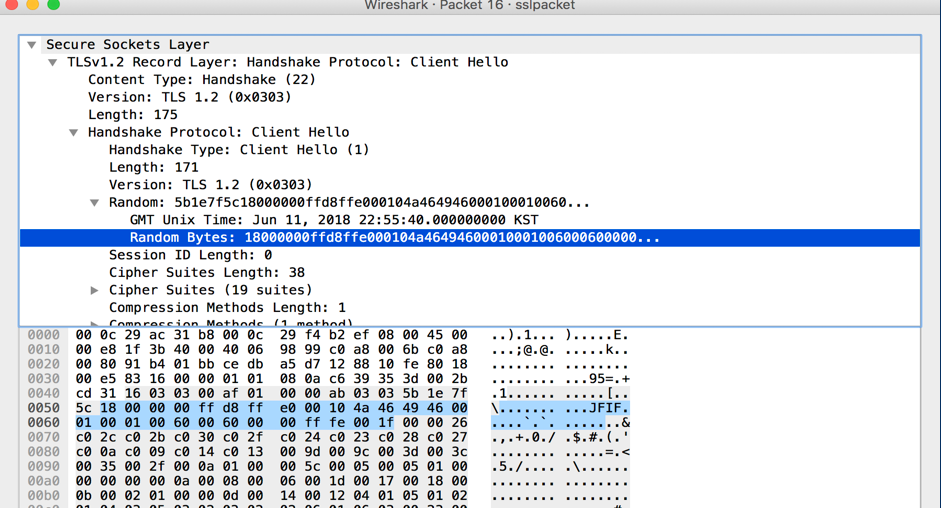 Wireshark · Packet 16 · sslpacket
Secure Sockets Layer
TLSv1.2 Record Layer: Handshake Protocol: Client Hello
Content Type: Handshake (22)
Version: TLS 1.2 (0x0303)
Length: 175
Handshake Protocol: Client Hello
Handshake Type: Client Hello (1)
Length: 171
Version: TLS 1.2 (0x0303)
Random: 5b1e7f5c18000000ffd8ffe000104a464946000100010060...
GMT Unix Time: Jun 11, 2018 22:55:40.000000000 KST
Random Bytes: 18000000ffd8ffe000104a46494600010001006000600000...
Session ID Length: 0
Cipher Suites Length: 38
Cipher Suites (19 suites)
Compression Methods Length: 1
Compression Methods (1 method)
0000 00 0c 29 ac 31 b8 00 0c 29 f4 b2 ef 08 00 45 00 ..).1... ).....E.
0010 00 e8 1f 3b 40 00 40 06 98 99 c0 a8 00 6b c0 a8 ...;@.@. .....k..
0020 00 80 91 b4 01 bb ce db a5 d7 12 88 10 fe 80 18 ........ ........
0030 00 e5 83 16 00 00 01 01 08 0a c6 39 35 3d 00 2b ........ ...95=.+
0040 cd 31 16 03 03 00 af 01 00 00 ab 03 03 5b 1e 7f .1...... .....[..
0050 5c 18 00 00 00 ff d8 ff e0 00 10 4a 46 49 46 00 \....... ...JFIF.
0060 01 00 01 00 60 00 60 00 00 ff fe 00 1f 00 00 26 ....`.`. .......&
0070 c0 2c c0 2b c0 30 c0 2f c0 24 c0 23 c0 28 c0 27 .,.+.0./ .$.#.(.'
0080 c0 0a c0 09 c0 14 c0 13 00 9d 00 9c 00 3d 00 3c ........ .....=.<
0090 00 35 00 2f 00 0a 01 00 00 5c 00 05 00 05 01 00 .5./.... .\......
00a0 00 00 00 00 0a 00 08 00 06 00 1d 00 17 00 18 00 ........ ........
00b0 0b 00 02 01 00 00 0d 00 14 00 12 04 01 05 01 02 ........ ........